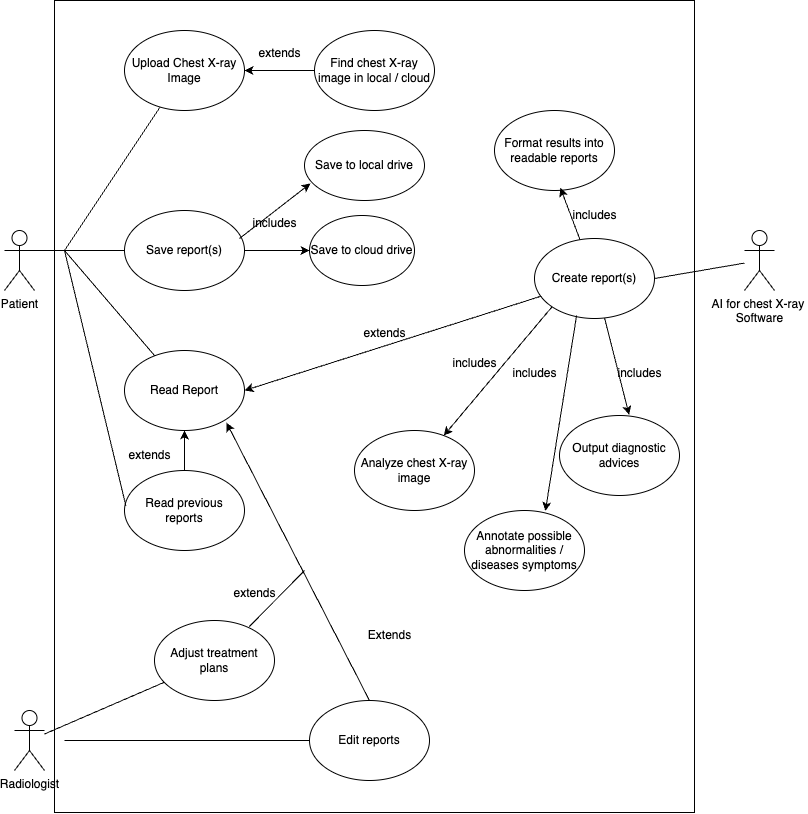 Upload Chest X-ray
Image
extends
Find chest X-ray
image in local / cloud
Format results into
readable reports
Save to local drive
includes
includes
Save report(s)
Save to cloud drive
Create report(s)
Patient
AI for chest X-ray
Software
extends
includes
includes
includes
Read Report
extends
Analyze chest X-ray
image
Output diagnostic
advices
Read previous
reports
Annotate possible
abnormalities /
diseases symptoms
extends
Extends
Adjust treatment
plans
Edit reports
Radiologist